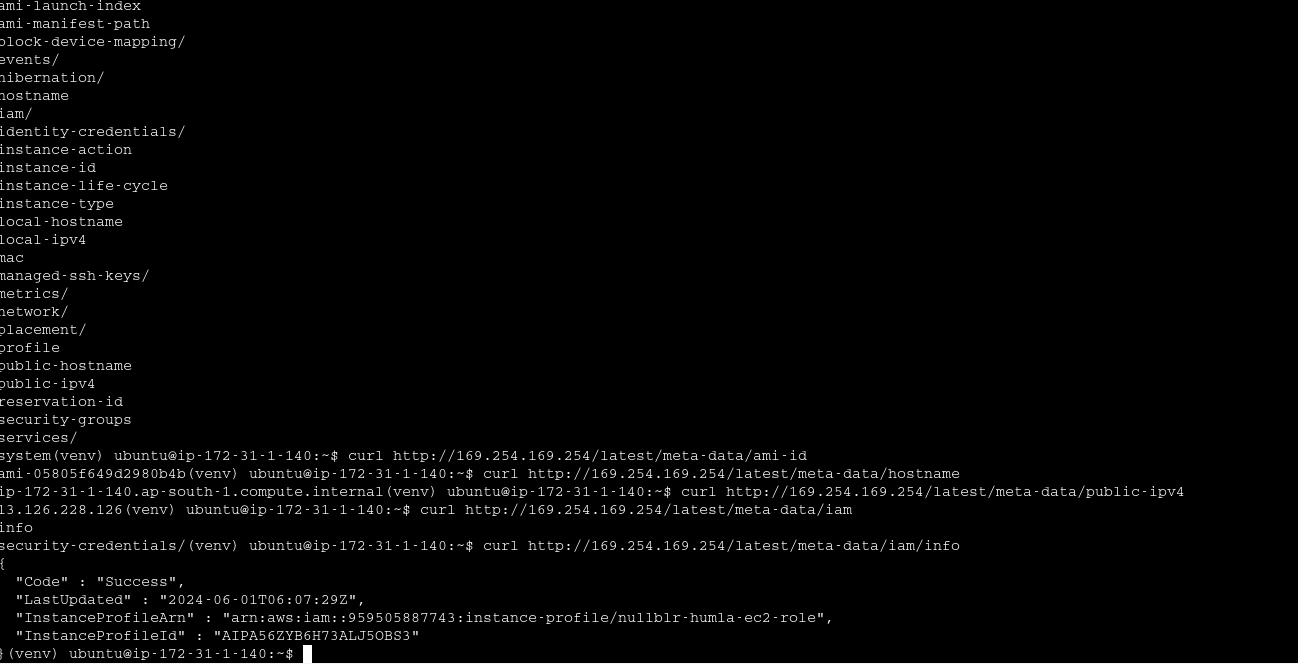 ami-launch-index
ami-manifest-path
block-device-mapping/
events/
hibernation/
hostname
iam/
identity-credentials/
instance-action
instance-id
instance-life-cycle
instance-type
local-hostname
local-ipv4
mac
managed-ssh-keys/
metrics/
network/
placement/
profile
public-hostname
public-ipv4
reservation-id
security-groups
services/
system(venv) ubuntu@ip-172-31-1-140:~$ curl http://169.254.169.254/latest/meta-data/ami-id
ami-05805f649d2980b4b(venv) ubuntu@ip-172-31-1-140:~$ curl http://169.254.169.254/latest/meta-data/hostname
ip-172-31-1-140.ap-south-1.compute.internal(venv) ubuntu@ip-172-31-1-140:~$ curl http://169.254.169.254/latest/meta-data/public-ipv4
13.126.228.126(venv) ubuntu@ip-172-31-1-140:~$ curl http://169.254.169.254/latest/meta-data/iam
info
security-credentials/(venv) ubuntu@ip-172-31-1-140:~$ curl http://169.254.169.254/latest/meta-data/iam/info
{
  "Code" : "Success",
  "LastUpdated" : "2024-06-01T06:07:29Z",
  "InstanceProfileArn" : "arn:aws:iam::959505887743:instance-profile/nullblr-humla-ec2-role",
  "InstanceProfileId" : "AIPA56ZYB6H73ALJ5OBS3"
}(venv) ubuntu@ip-172-31-1-140:~$